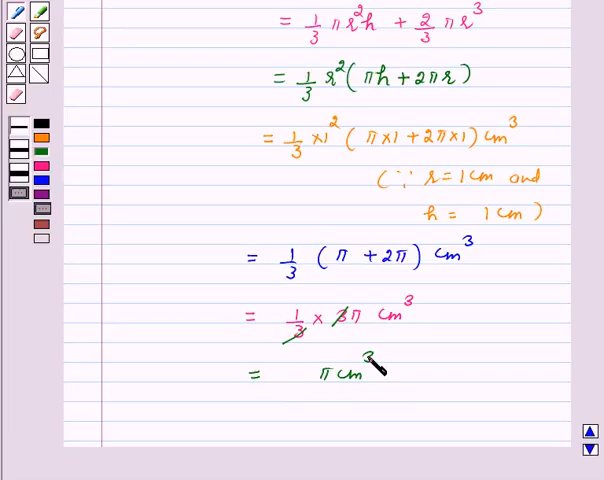 = 1/3 πr²h + 2/3 πr³
= 1/3 r² ( πh + 2πr )
= 1/3 ×1² ( π×1 + 2π×1 ) cm³
( ∵ r = 1 cm and
h = 1 cm )
= 1/3 ( π + 2π ) cm³
= 1/3 × 3π cm³
= π cm³